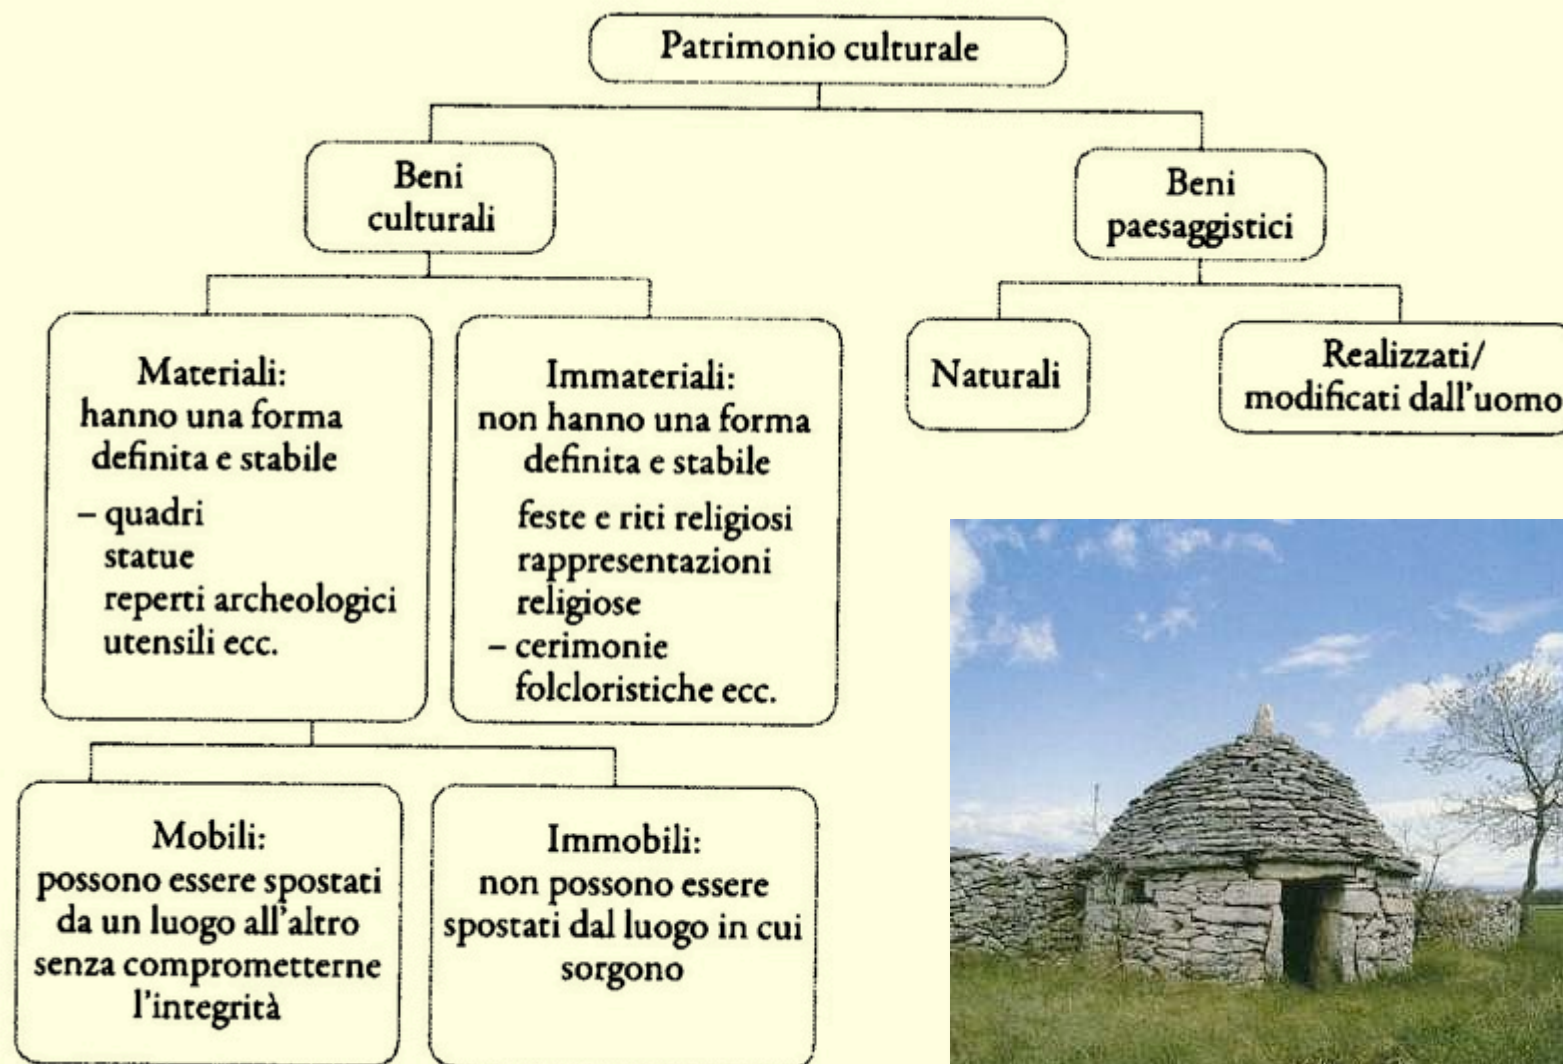 Patrimonio culturale
Beni
culturali
Beni
paesaggistici
Materiali:
hanno una forma
definita e stabile
– quadri
statue
reperti archeologici
utensili ecc.
Immateriali:
non hanno una forma
definita e stabile
feste e riti religiosi
rappresentazioni
religiose
– cerimonie
folcloristiche ecc.
Naturali
Realizzati/
modificati dall'uomo
Mobili:
possono essere spostati
da un luogo all'altro
senza comprometterne
l'integrità
Immobili:
non possono essere
spostati dal luogo in cui
sorgono